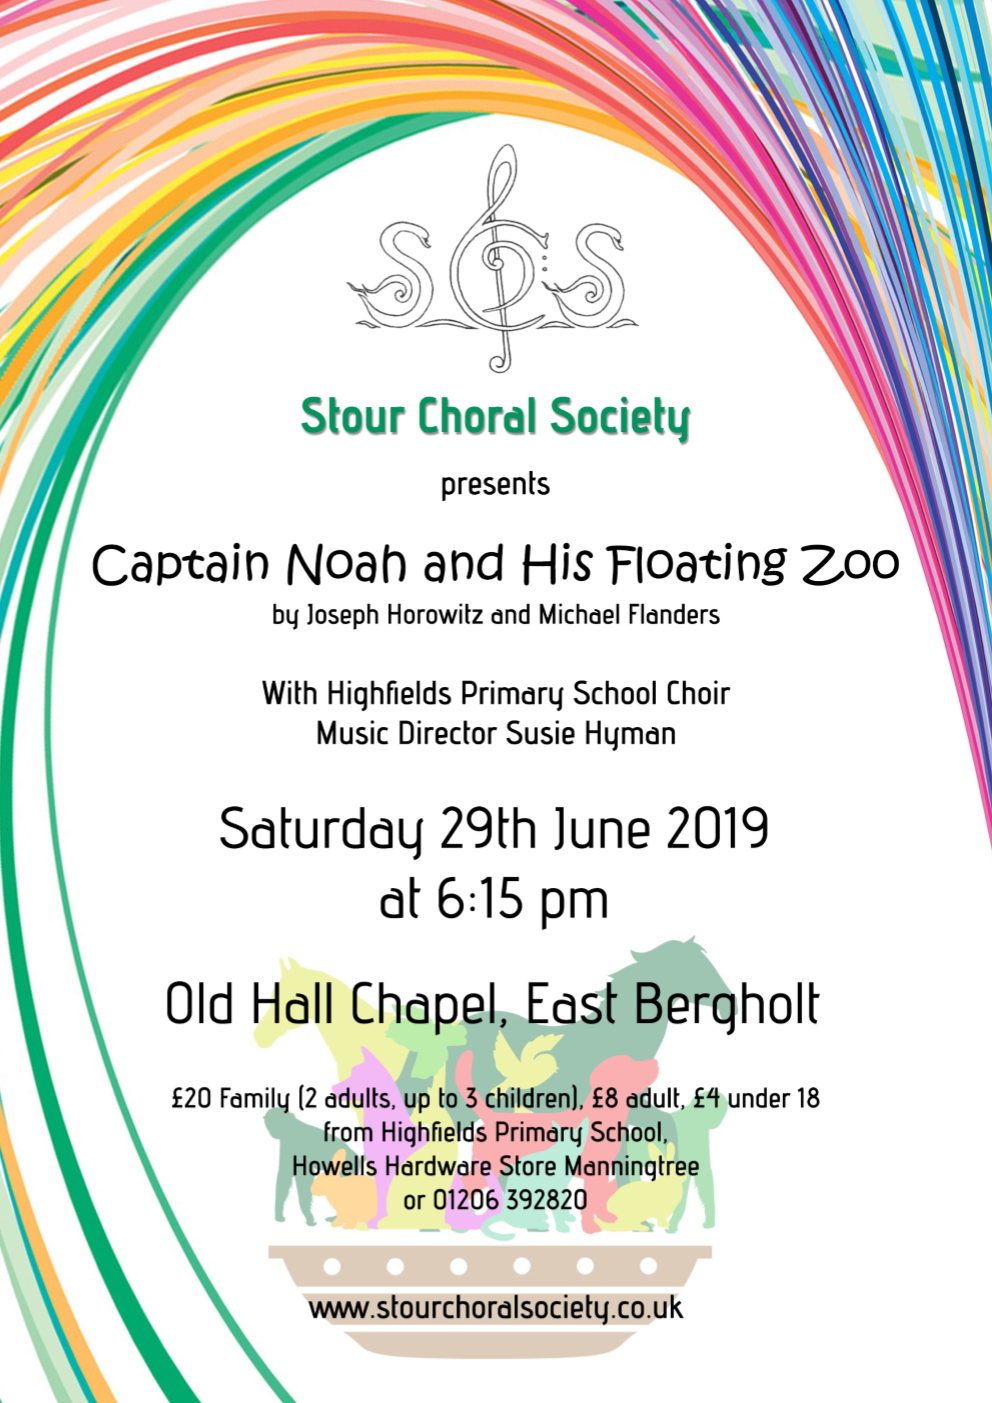 SCS
Stour Choral Society
presents
Captain Noah and His Floating Zoo
by Joseph Horowitz and Michael Flanders
With Highfields Primary School Choir
Music Director Susie Hyman
Saturday 29th June 2019
at 6:15 pm
Old Hall Chapel, East Bergholt
£20 Family (2 adults, up to 3 children), £8 adult, £4 under 18
from Highfields Primary School,
Howells Hardware Store Manningtree
or 01206 392820
www.stourchoralsociety.co.uk